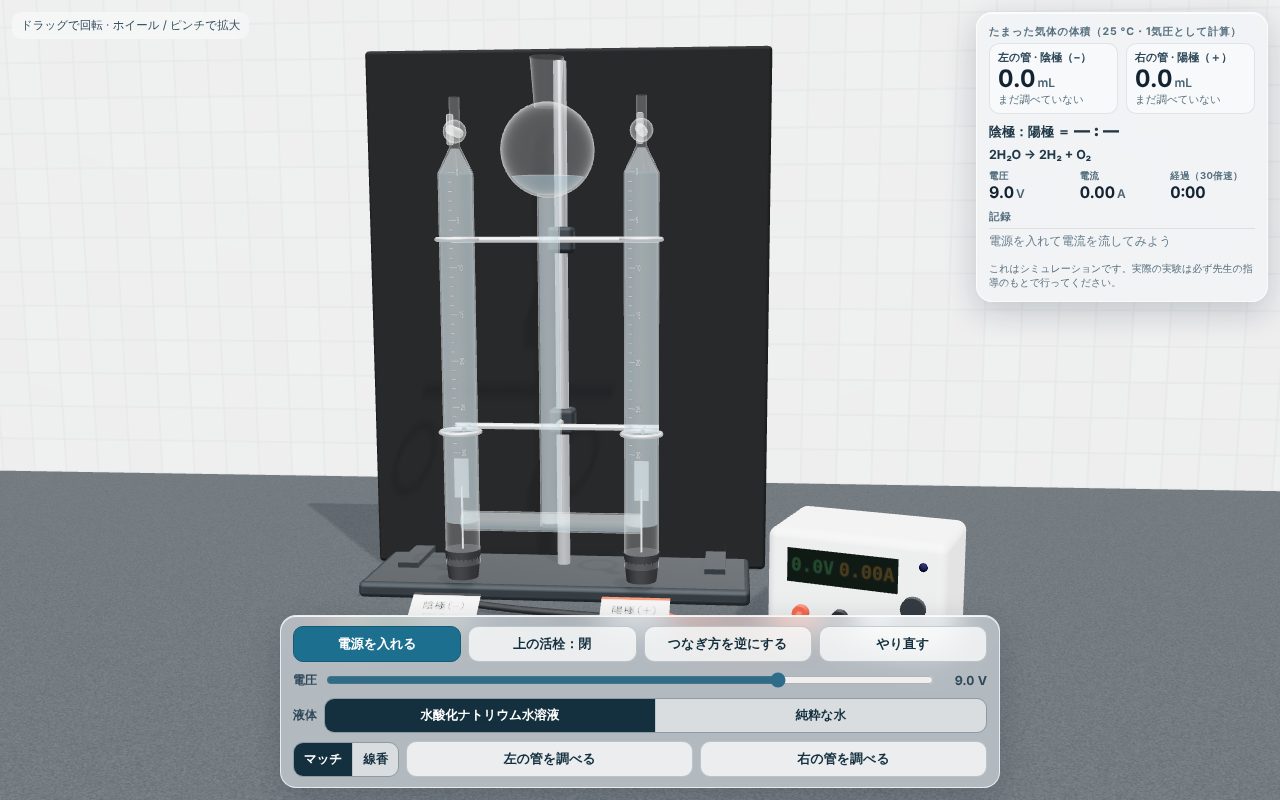 ドラッグで回転 · ホイール / ピンチで拡大
たまった気体の体積（25 °C・1気圧として計算）
左の管 · 陰極（−）
右の管 · 陽極（＋）
0.0 mL
0.0 mL
まだ調べていない
まだ調べていない
陰極：陽極 ＝ — : —
2H₂O → 2H₂ + O₂
電圧
電流
経過（30倍速）
9.0 V
0.00 A
0:00
記録
電源を入れて電流を流してみよう
これはシミュレーションです。実際の実験は必ず先生の指
導のもとで行ってください。
0.0V 0.00A
陰極(−)
陽極(+)
電源を入れる
上の活栓：閉
つなぎ方を逆にする
やり直す
電圧
9.0 V
液体
水酸化ナトリウム水溶液
純粋な水
マッチ
線香
左の管を調べる
右の管を調べる